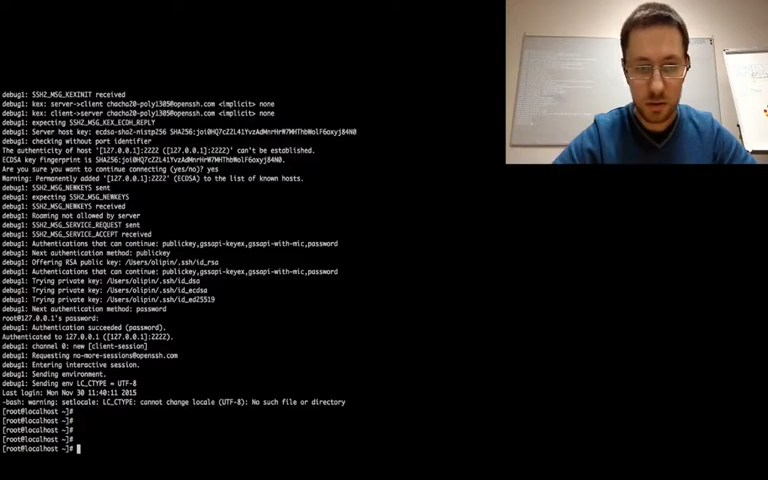 debug1: SSH2_MSG_KEXINIT received
debug1: kex: server->client chacha20-poly1305@openssh.com <implicit> none
debug1: kex: client->server chacha20-poly1305@openssh.com <implicit> none
debug1: expecting SSH2_MSG_KEX_ECDH_REPLY
debug1: Server host key: ecdsa-sha2-nistp256
debug1: checking without port identifier
The authenticity of host '[127.0.0.1]:2222 ([127.0.0.1]:2222)' can't be established.
ECDSA key fingerprint is
Are you sure you want to continue connecting (yes/no)? yes
Warning: Permanently added '[127.0.0.1]:2222' (ECDSA) to the list of known hosts.
debug1: SSH2_MSG_NEWKEYS sent
debug1: expecting SSH2_MSG_NEWKEYS
debug1: SSH2_MSG_NEWKEYS received
debug1: Roaming not allowed by server
debug1: SSH2_MSG_SERVICE_REQUEST sent
debug1: SSH2_MSG_SERVICE_ACCEPT received
debug1: Authentications that can continue: publickey,gssapi-keyex,gssapi-with-mic,password
debug1: Next authentication method: publickey
debug1: Offering RSA public key: /Users/olipin/.ssh/id_rsa
debug1: Authentications that can continue: publickey,gssapi-keyex,gssapi-with-mic,password
debug1: Trying private key: /Users/olipin/.ssh/id_dsa
debug1: Trying private key: /Users/olipin/.ssh/id_ecdsa
debug1: Trying private key: /Users/olipin/.ssh/id_ed25519
debug1: Next authentication method: password
root@127.0.0.1's password:
debug1: Authentication succeeded (password).
Authenticated to 127.0.0.1 ([127.0.0.1]:2222).
debug1: channel 0: new [client-session]
debug1: Requesting no-more-sessions@openssh.com
debug1: Entering interactive session.
debug1: Sending environment.
debug1: Sending env LC_CTYPE = UTF-8
Last login: Mon Nov 30 11:40:11 2015
-bash: warning: setlocale: LC_CTYPE: cannot change locale (UTF-8): No such file or directory
[root@localhost ~]#
[root@localhost ~]#
[root@localhost ~]#
[root@localhost ~]#
[root@localhost ~]#